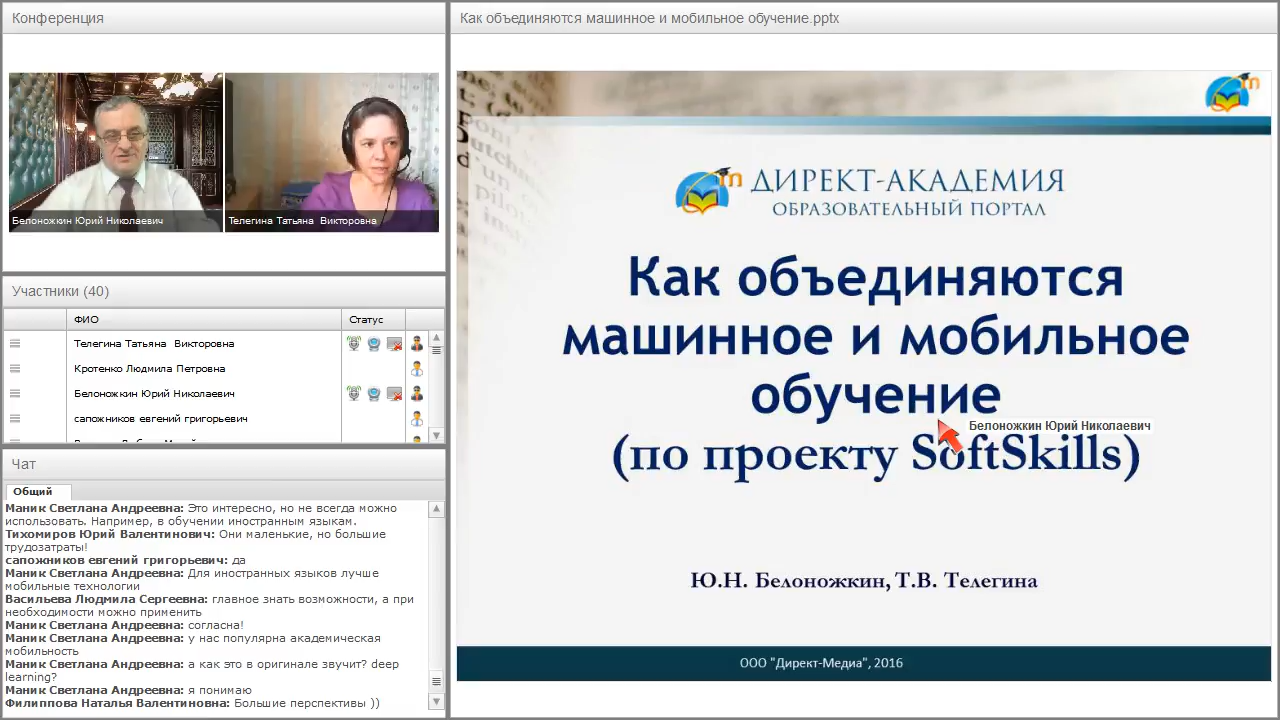 Конференция
Белоножкин Юрий Николаевич
Телегина Татьяна Викторовна
Участники (40)
ФИО
Статус
Телегина Татьяна Викторовна
Кротенко Людмила Петровна
Белоножкин Юрий Николаевич
сапожников евгений григорьевич
Чат
Общий
Маник Светлана Андреевна: Это интересно, но не всегда можно
использовать. Например, в обучении иностранным языкам.
Тихомиров Юрий Валентинович: Они маленькие, но большие
трудозатраты!
сапожников евгений григорьевич: да
Маник Светлана Андреевна: Для иностранных языков лучше
мобильные технологии
Васильева Людмила Сергеевна: главное знать возможности, а при
необходимости можно применить
Маник Светлана Андреевна: согласна!
Маник Светлана Андреевна: у нас популярна академическая
мобильность
Маник Светлана Андреевна: а как это в оригинале звучит? deep
learning?
Маник Светлана Андреевна: я понимаю
Филиппова Наталья Валентиновна: Большие перспективы ))
Как объединяются машинное и мобильное обучение.pptx
ДИРЕКТ-АКАДЕМИЯ
ОБРАЗОВАТЕЛЬНЫЙ ПОРТАЛ
Как объединяются
машинное и мобильное
обучение
Белоножкин Юрий Николаевич
(по проекту SoftSkills)
Ю.Н. Белоножкин, Т.В. Телегина
ООО "Директ-Медиа", 2016